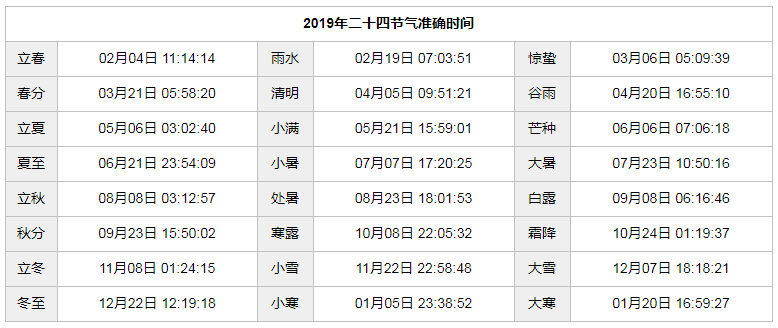 2019年二十四节气准确时间
立春 02月04日 11:14:14 雨水 02月19日 07:03:51 惊蛰 03月06日 05:09:39
春分 03月21日 05:58:20 清明 04月05日 09:51:21 谷雨 04月20日 16:55:10
立夏 05月06日 03:02:40 小满 05月21日 15:59:01 芒种 06月06日 07:06:18
夏至 06月21日 23:54:09 小暑 07月07日 17:20:25 大暑 07月23日 10:50:16
立秋 08月08日 03:12:57 处暑 08月23日 18:01:53 白露 09月08日 06:16:46
秋分 09月23日 15:50:02 寒露 10月08日 22:05:32 霜降 10月24日 01:19:37
立冬 11月08日 01:24:15 小雪 11月22日 22:58:48 大雪 12月07日 18:18:21
冬至 12月22日 12:19:18 小寒 01月05日 23:38:52 大寒 01月20日 16:59:27